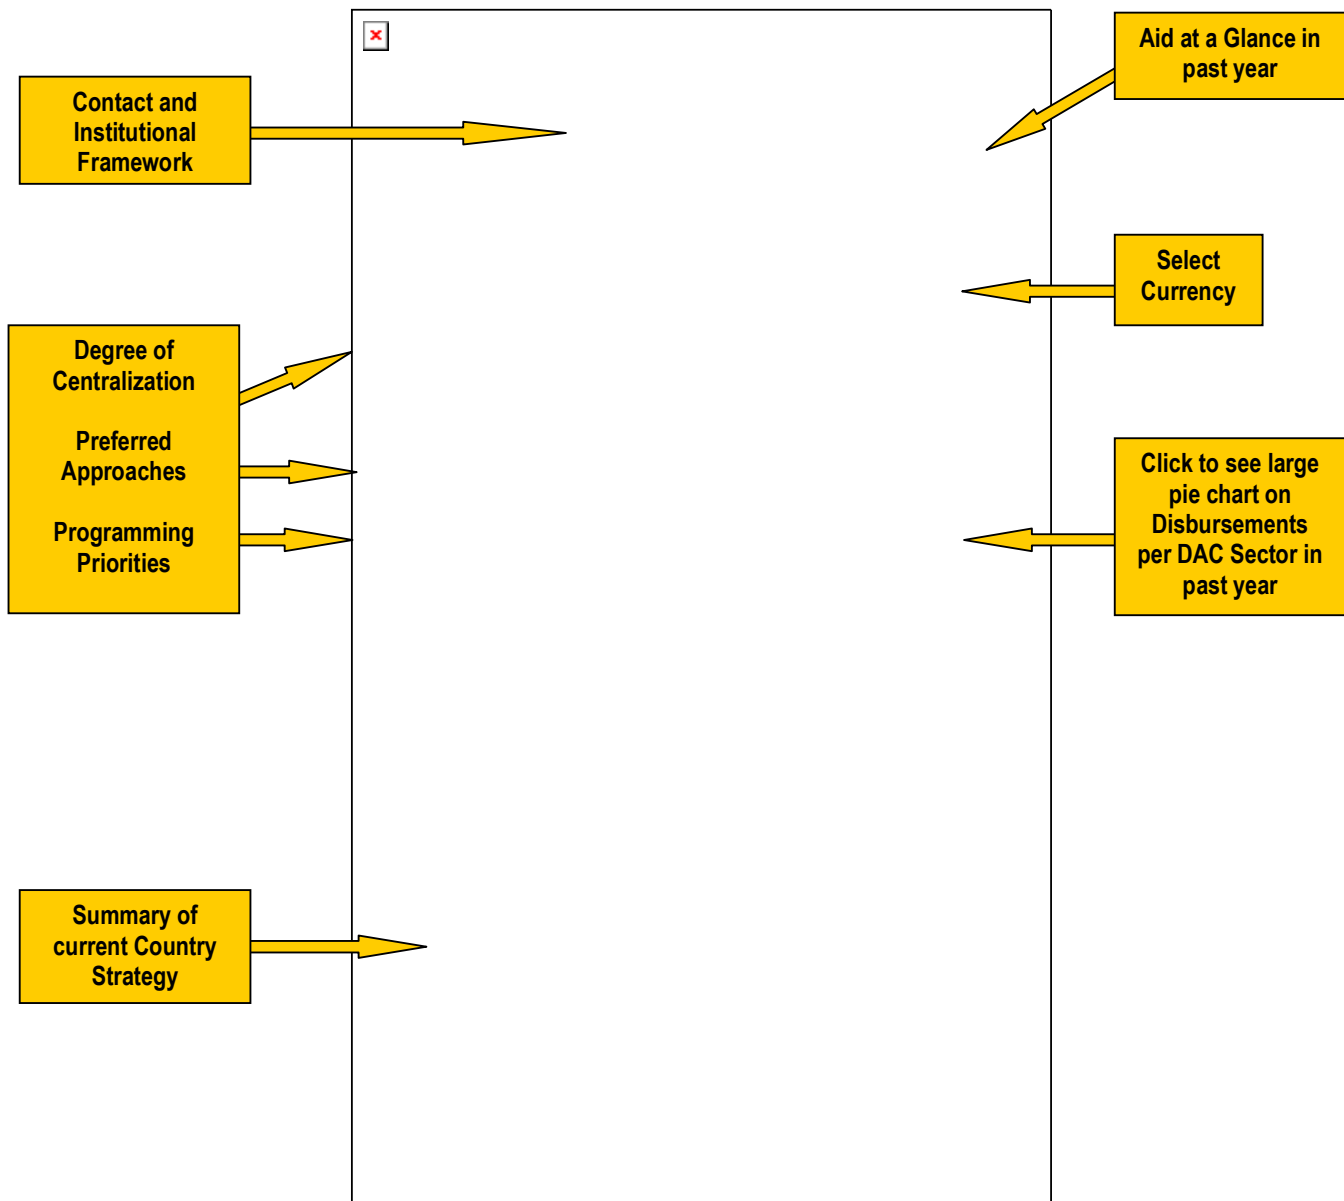 Aid at a Glance in
past year
Contact and
Institutional
Framework
Select
Currency
Degree of
Centralization
Preferred
Approaches
Programming
Priorities
Click to see large
pie chart on
Disbursements
per DAC Sector in
past year
Summary of
current Country
Strategy